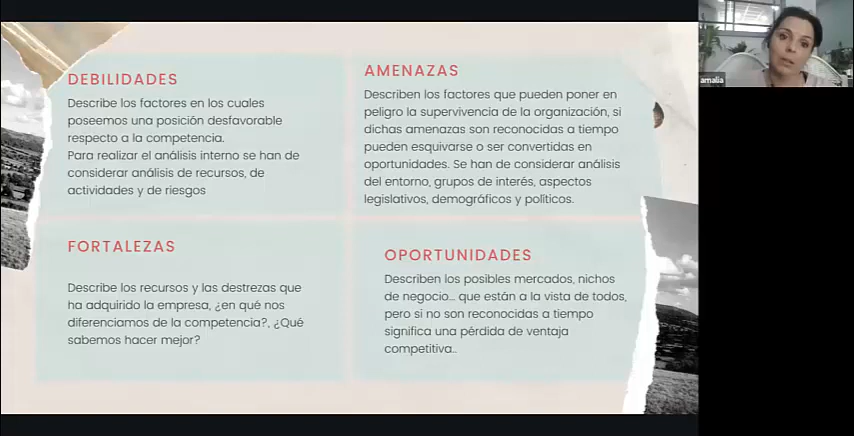 DEBILIDADES
Describe los factores en los cuales
poseemos una posición desfavorable
respecto a la competencia.
Para realizar el análisis interno se han de
considerar análisis de recursos, de
actividades y de riesgos
AMENAZAS
Describen los factores que pueden poner en
peligro la supervivencia de la organización, si
dichas amenazas son reconocidas a tiempo
pueden esquivarse o ser convertidas en
oportunidades. Se han de considerar análisis
del entorno, grupos de interés, aspectos
legislativos, demográficos y políticos.
FORTALEZAS
Describe los recursos y las destrezas que
ha adquirido la empresa, ¿en qué nos
diferenciamos de la competencia?, ¿Qué
sabemos hacer mejor?
OPORTUNIDADES
Describen los posibles mercados, nichos
de negocio... que están a la vista de todos,
pero si no son reconocidas a tiempo
significa una pérdida de ventaja
competitiva..
amalia